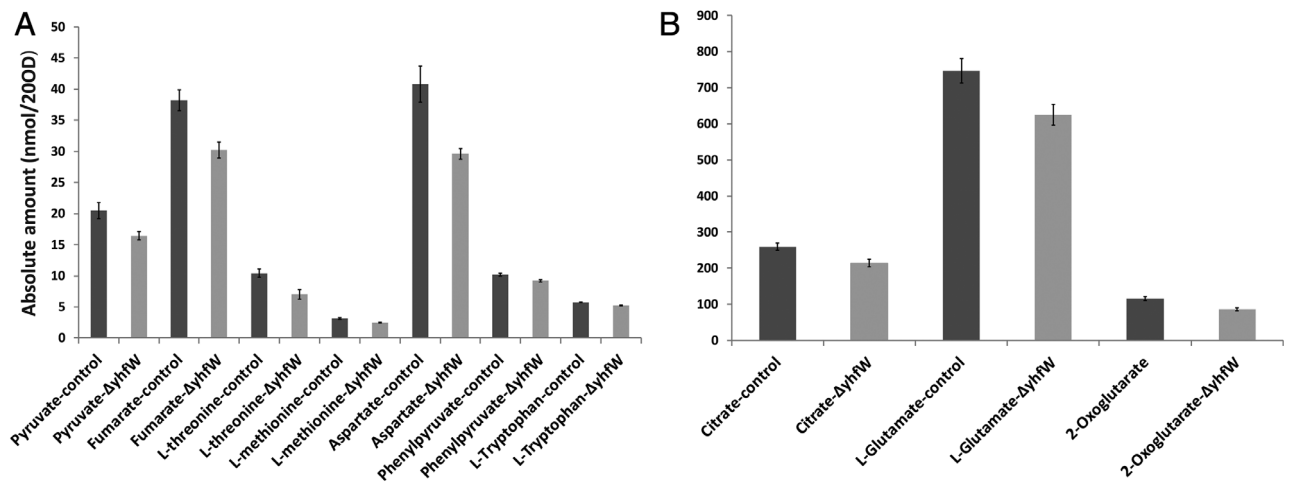 A
Absolute amount (nmol/20OD)
50
45
40
35
30
25
20
15
10
5
0
Pyruvate-control
Pyruvate-ΔyhfW
Fumarate-control
Fumarate-ΔyhfW
L-threonine-control
L-threonine-ΔyhfW
L-methionine-control
L-methionine-ΔyhfW
Aspartate-control
Aspartate-ΔyhfW
Phenylpyruvate-control
Phenylpyruvate-ΔyhfW
L-Tryptophan-control
L-Tryptophan-ΔyhfW
B
900
800
700
600
500
400
300
200
100
0
Citrate-control
Citrate-ΔyhfW
L-Glutamate-control
L-Glutamate-ΔyhfW
2-Oxoglutarate
2-Oxoglutarate-ΔyhfW